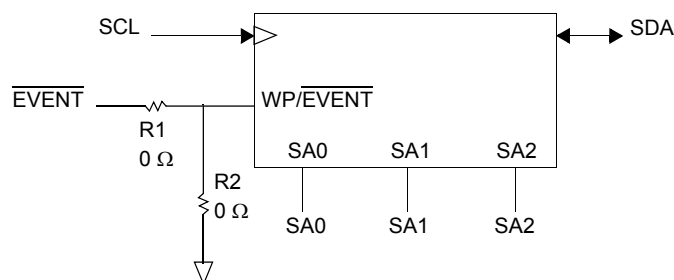 SCL
SDA
EVENT
WP/EVENT
R1
0 Ω
SA0 SA1 SA2
R2
0 Ω
SA0 SA1 SA2